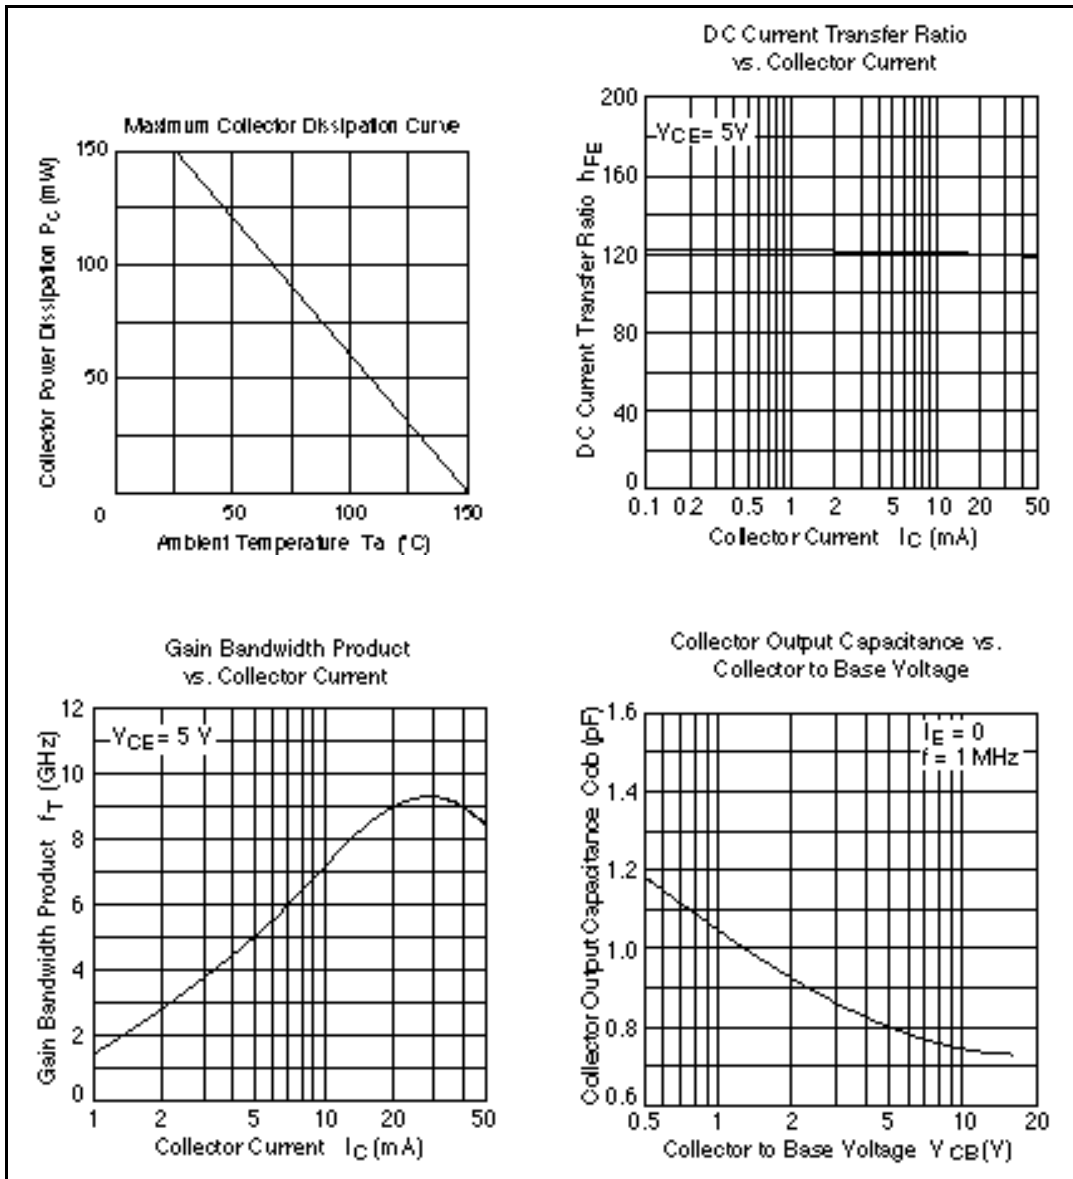 Maximum Collector Dissipation Curve
Collector Power Dissipation PC (mW)
150
100
50
0
50
100
150
Ambient Temperature Ta (°C)
DC Current Transfer Ratio
vs. Collector Current
DC Current Transfer Ratio hFE
200
160
120
80
40
0
VCE = 5V
0.1 0.2 0.5 1 2 5 10 20 50
Collector Current IC (mA)
Gain Bandwidth Product
vs. Collector Current
Gain Bandwidth Product fT (GHz)
12
10
8
6
4
2
0
VCE = 5 V
1 2 5 10 20 50
Collector Current IC (mA)
Collector Output Capacitance vs.
Collector to Base Voltage
Collector Output Capacitance Cob (pF)
1.6
1.4
1.2
1.0
0.8
0.6
IE = 0
f = 1 MHz
0.5 1 2 5 10 20
Collector to Base Voltage VCB (V)